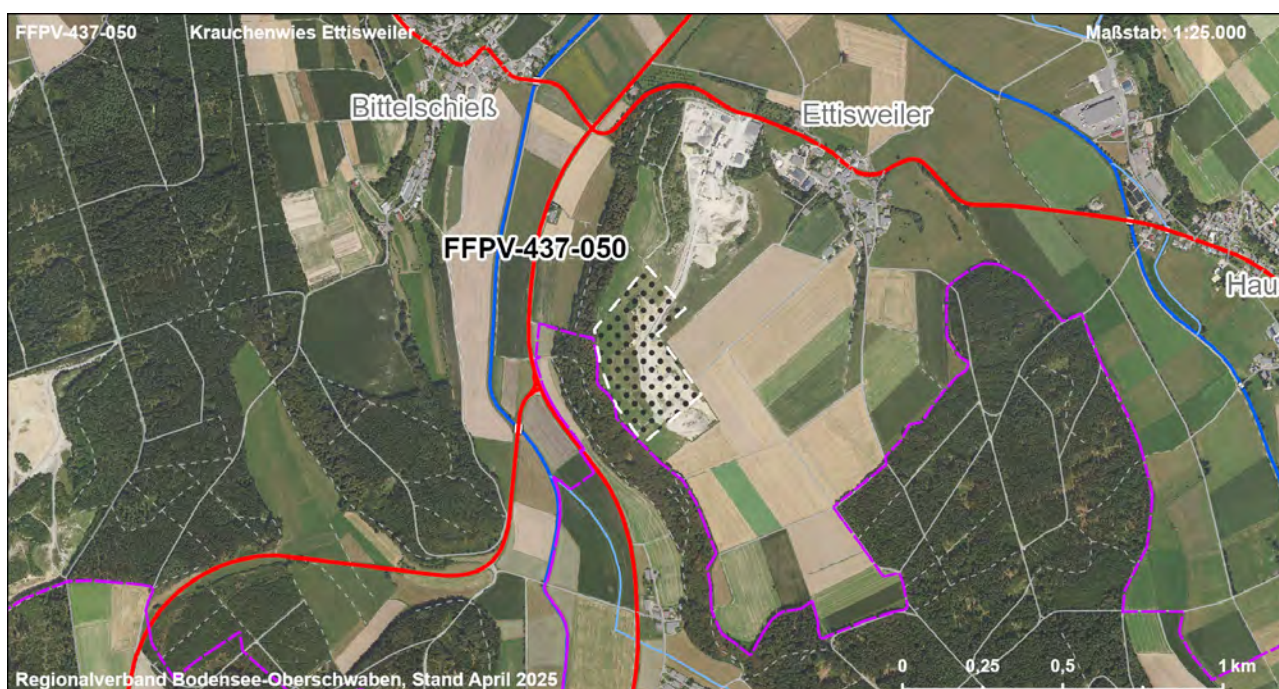 FFPV-437-050 Krauchenwies Ettisweiler Maßstab: 1:25.000
Bittelschieß
Ettisweiler
FFPV-437-050
Hau
0 0,25 0,5 1 km
Regionalverband Bodensee-Oberschwaben, Stand April 2025